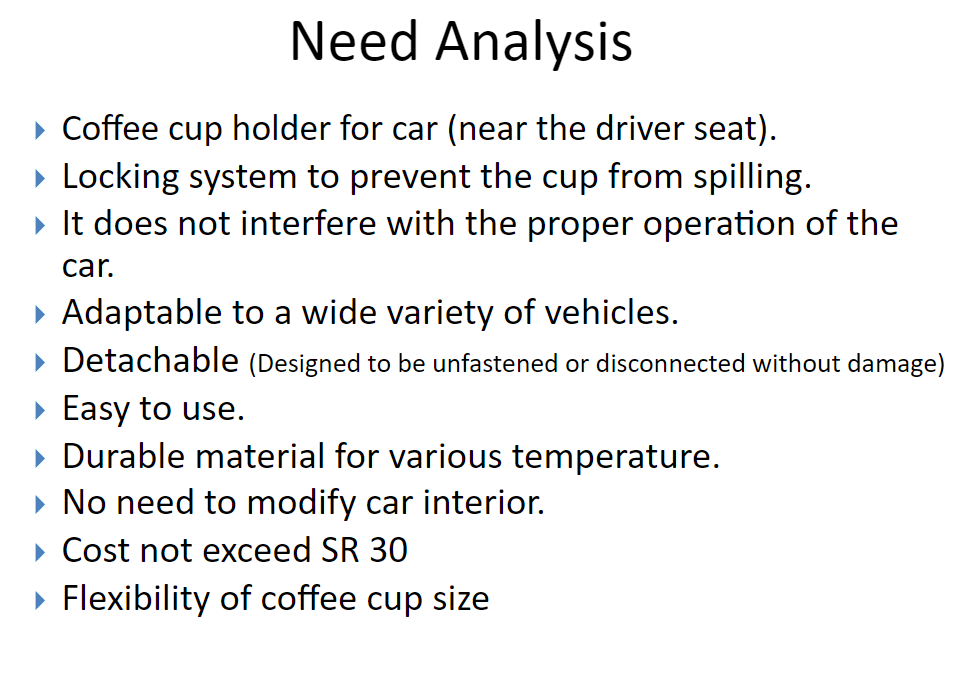 Need Analysis
Coffee cup holder for car (near the driver seat).
Locking system to prevent the cup from spilling.
It does not interfere with the proper operation of the
car.
Adaptable to a wide variety of vehicles.
Detachable (Designed to be unfastened or disconnected without damage)
Easy to use.
Durable material for various temperature.
No need to modify car interior.
Cost not exceed SR 30
Flexibility of coffee cup size